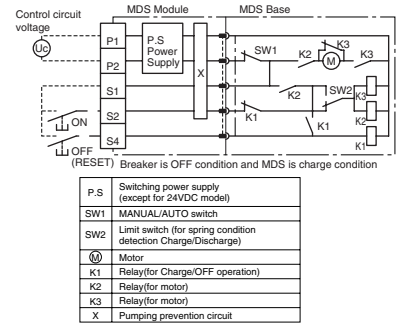 Control circuit voltage
MDS Module
MDS Base
Uc
P1
P2
S1
S2
S4
P.S
Power
Supply
X
SW1
K2
K3
M
K3
K2
SW2
K3
K1
K1
K2
K1
ON
OFF
(RESET)
Breaker is OFF condition and MDS is charge condition
P.S Switching power supply
(except for 24VDC model)
SW1 MANUAL/AUTO switch
SW2 Limit switch (for spring condition
detection Charge/Discharge)
M Motor
K1 Relay(for Charge/OFF operation)
K2 Relay(for motor)
K3 Relay(for motor)
X Pumping prevention circuit